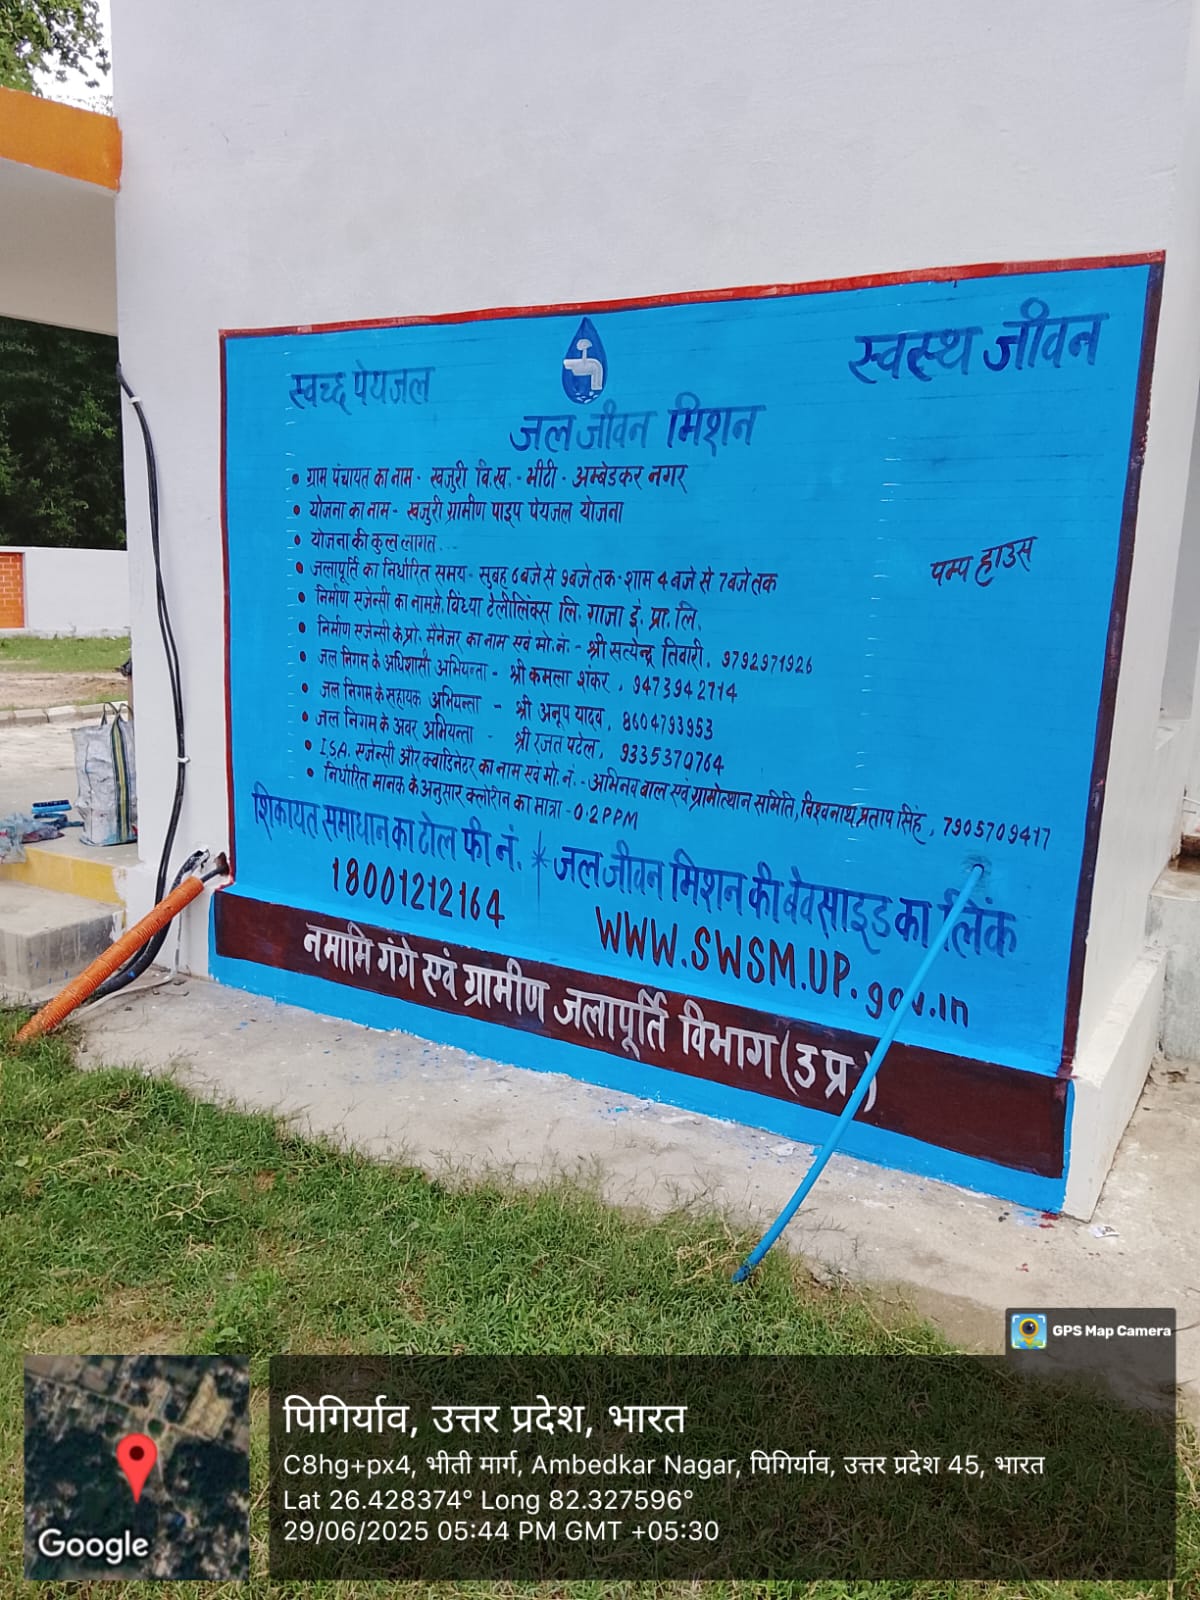 स्वच्छ पेयजल
स्वस्थ जीवन
जल जीवन मिशन
• ग्राम पंचायत का नाम - खजुरी वि.ख. - भीटी - अम्बेडकर नगर
• योजना का नाम - खजुरी ग्रामीण पाइप पेयजल योजना
• योजना की कुल लागत..
• जलापूर्ति का निर्धारित समय - सुबह 6 बजे से 9 बजे तक - शाम 4 बजे से 7 बजे तक
• निर्माण एजेन्सी का नाम मे. विंध्या टेलीलिंक्स लि. गाजा इं. प्रा. लि.
• निर्माण एजेन्सी के प्रो. मैनेजर का नाम एवं मो. नं. - श्री सत्येन्द्र तिवारी, 9792971926
• जल निगम के अधिशासी अभियन्ता - श्री कमला शंकर, 9473942714
• जल निगम के सहायक अभियन्ता - श्री अनूप यादव, 8604793953
• जल निगम के अवर अभियन्ता - श्री रजत पटेल, 9335370764
• I.S.A. एजेन्सी और क्वाडिनेटर का नाम एवं मो. नं. - अभिनव बाल एवं ग्रामोत्थान समिति, विश्वनाथ प्रताप सिंह, 7905709417
• निर्धारित मानक के अनुसार क्लोरीन का मात्रा - 0.2 PPM
पम्प हाउस
शिकायत समाधान का टोल फ्री नं. * जल जीवन मिशन की वेवसाइड का लिंक
18001212164
WWW.SWSM.UP.gov.in
नमामि गंगे एवं ग्रामीण जलापूर्ति विभाग (उ प्र)
GPS Map Camera
पिगिर्याव, उत्तर प्रदेश, भारत
C8hg+px4, भीती मार्ग, Ambedkar Nagar, पिगिर्याव, उत्तर प्रदेश 45, भारत
Lat 26.428374° Long 82.327596°
29/06/2025 05:44 PM GMT +05:30
Google